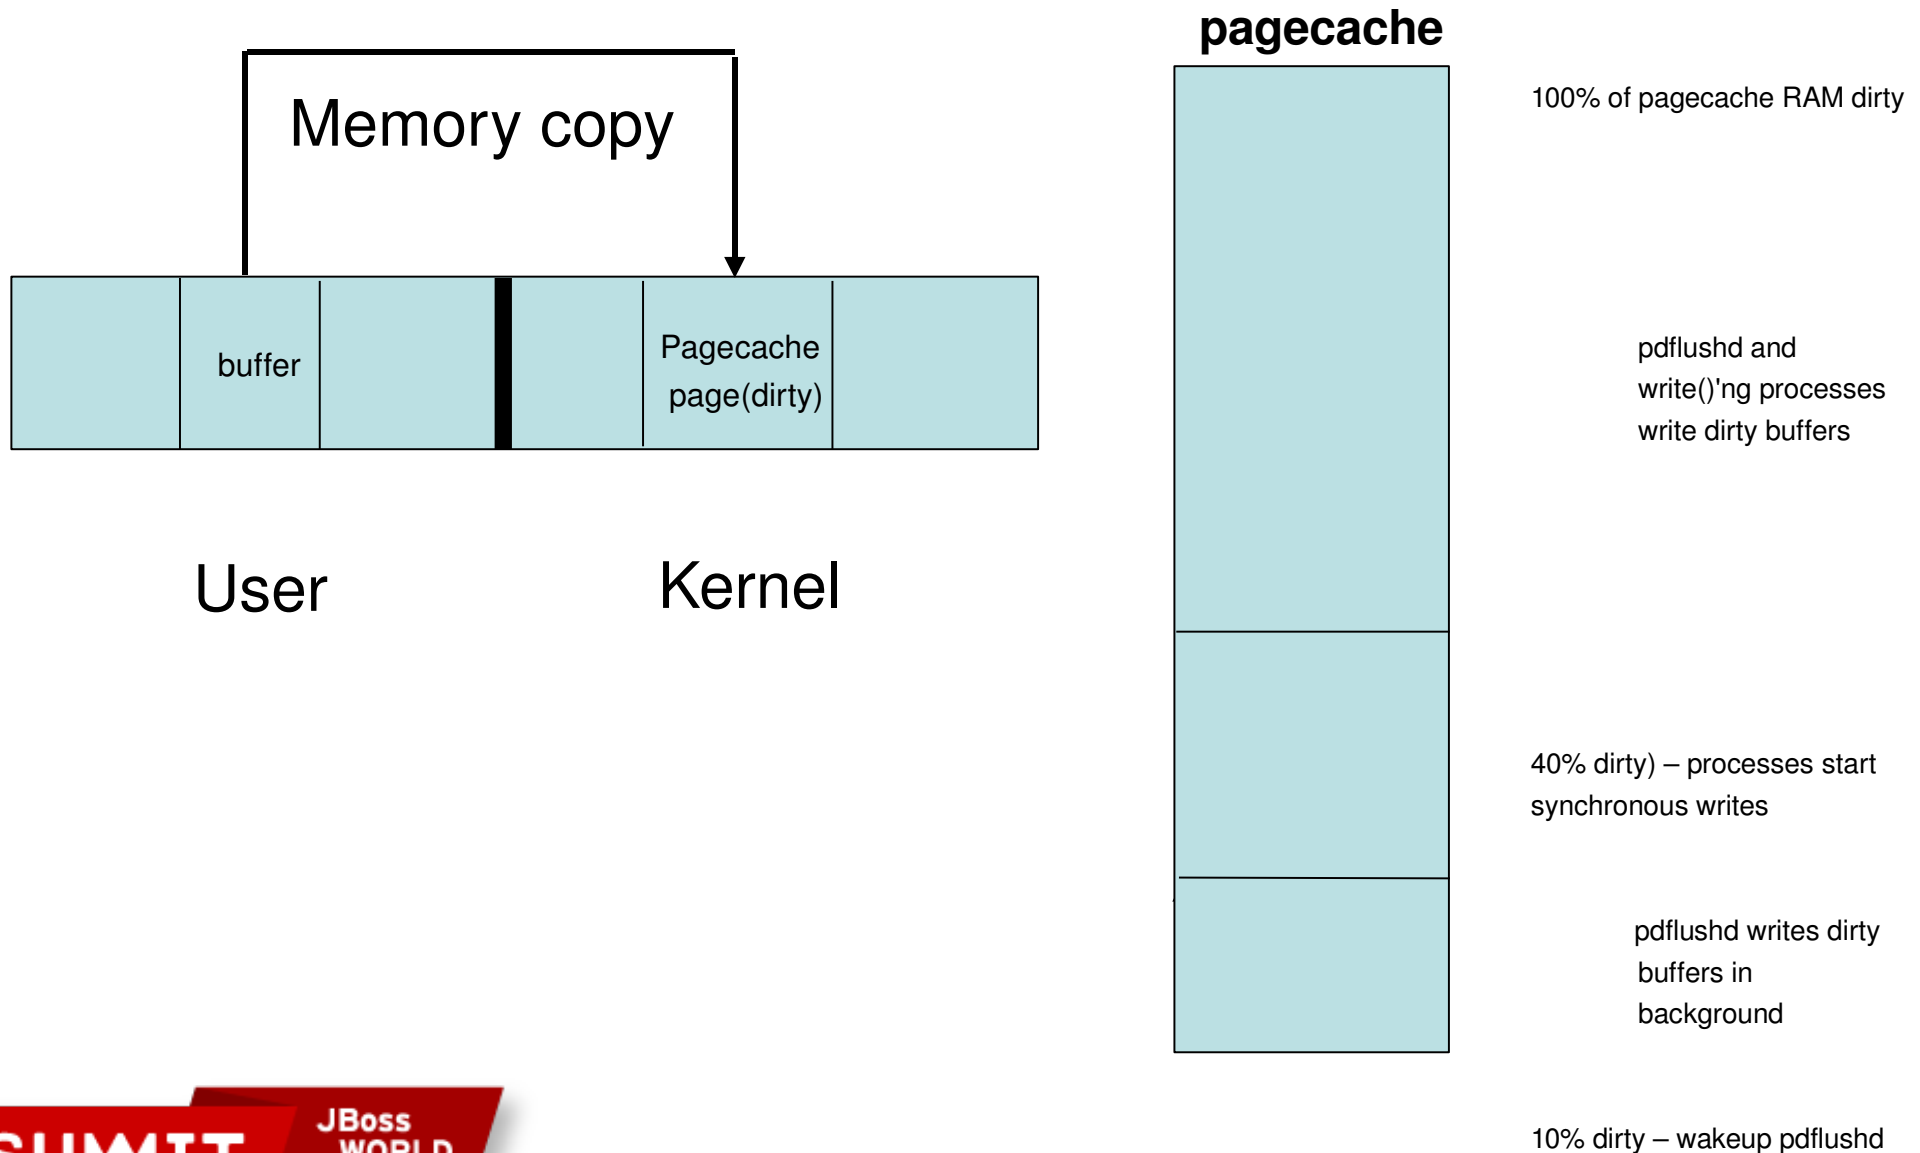 pagecache
Memory copy
100% of pagecache RAM dirty
buffer
Pagecache
page(dirty)
pdflushd and
write()'ng processes
write dirty buffers
User
Kernel
40% dirty) – processes start
synchronous writes
pdflushd writes dirty
buffers in
background
SUMMIT
JBoss
WORLD
10% dirty – wakeup pdflushd